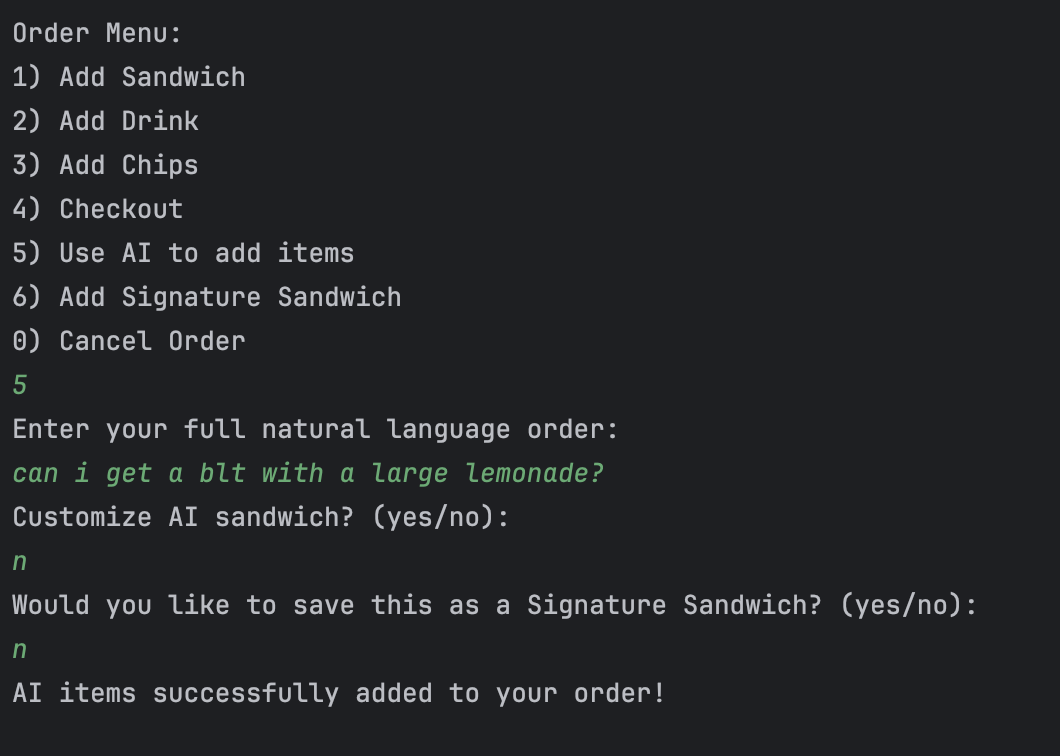 Order Menu:
1) Add Sandwich
2) Add Drink
3) Add Chips
4) Checkout
5) Use AI to add items
6) Add Signature Sandwich
0) Cancel Order
5
Enter your full natural language order:
can i get a blt with a large lemonade?
Customize AI sandwich? (yes/no):
n
Would you like to save this as a Signature Sandwich? (yes/no):
n
AI items successfully added to your order!